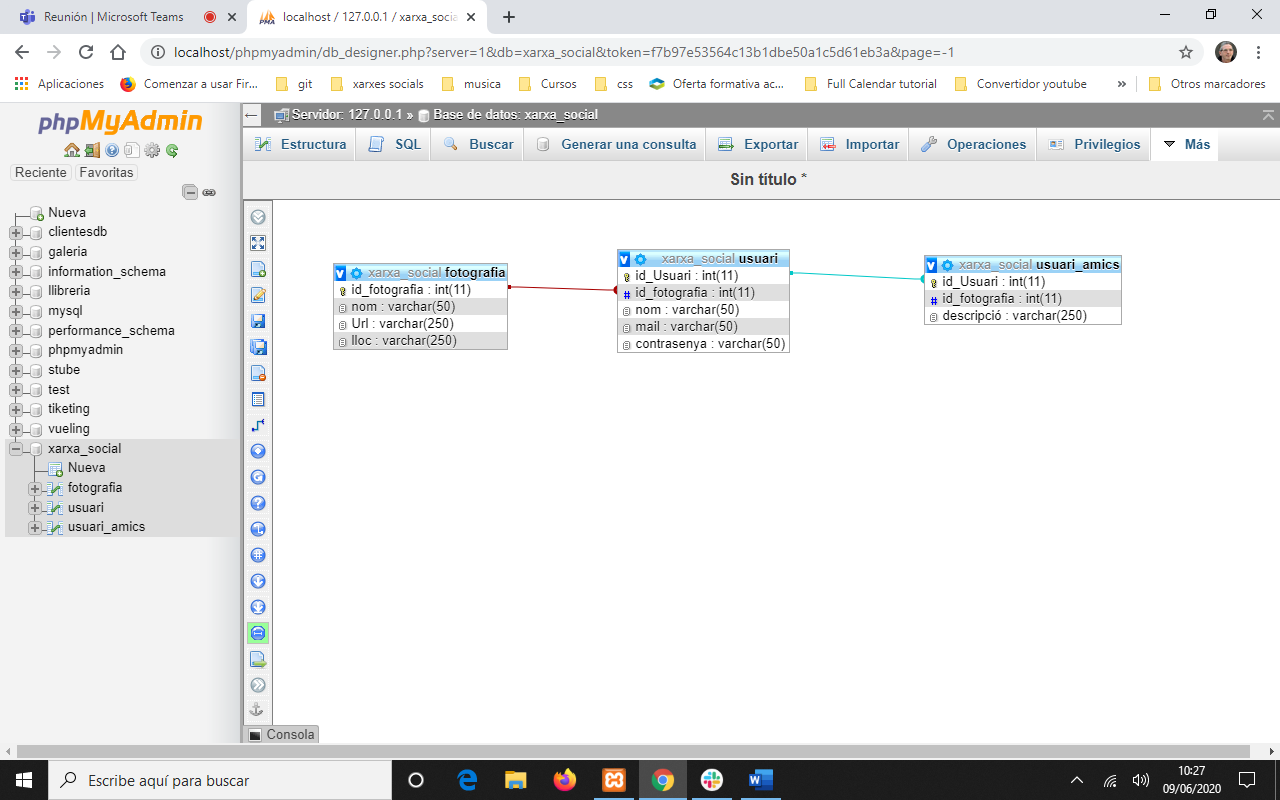 Reunión | Microsoft Teams
localhost / 127.0.0.1 / xarxa_socia
localhost/phpmyadmin/db_designer.php?server=1&db=xarxa_social&token=f7b97e53564c13b1dbe50a1c5d61eb3a&page=-1
Aplicaciones
Comenzar a usar Fir...
git
xarxes socials
musica
Cursos
css
Oferta formativa ac...
Full Calendar tutorial
Convertidor youtube
»
Otros marcadores
phpMyAdmin
Reciente
Favoritas
Nueva
clientesdb
galeria
information_schema
llibreria
mysql
performance_schema
phpmyadmin
stube
test
tiketing
vueling
xarxa_social
Nueva
fotografia
usuari
usuari_amics
Servidor: 127.0.0.1 » Base de datos: xarxa_social
Estructura
SQL
Buscar
Generar una consulta
Exportar
Importar
Operaciones
Privilegios
Más
Sin título *
v xarxa_social fotografia
id_fotografia : int(11)
nom : varchar(50)
Url : varchar(250)
lloc : varchar(250)
v xarxa_social usuari
id_Usuari : int(11)
# id_fotografia : int(11)
nom : varchar(50)
mail : varchar(50)
contrasenya : varchar(50)
v xarxa_social usuari_amics
id_Usuari : int(11)
# id_fotografia : int(11)
descripció : varchar(250)
Consola
Escribe aquí para buscar
10:27
09/06/2020